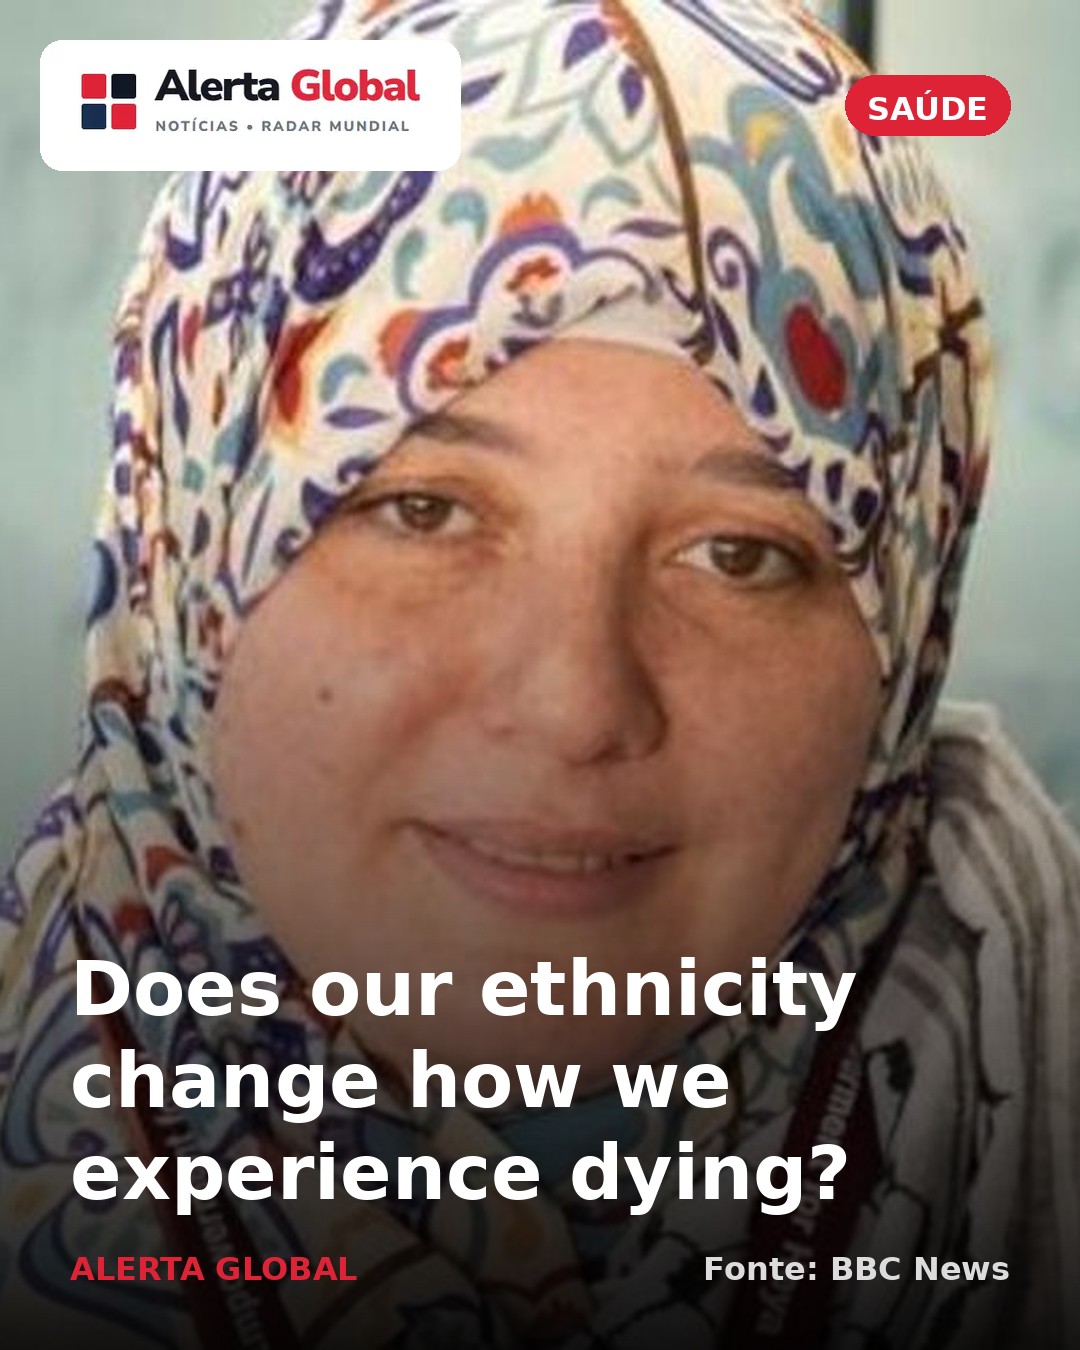 Alerta Global
NOTÍCIAS • RADAR MUNDIAL
SAÚDE
Does our ethnicity
change how we
experience dying?
ALERTA GLOBAL
Fonte: BBC News